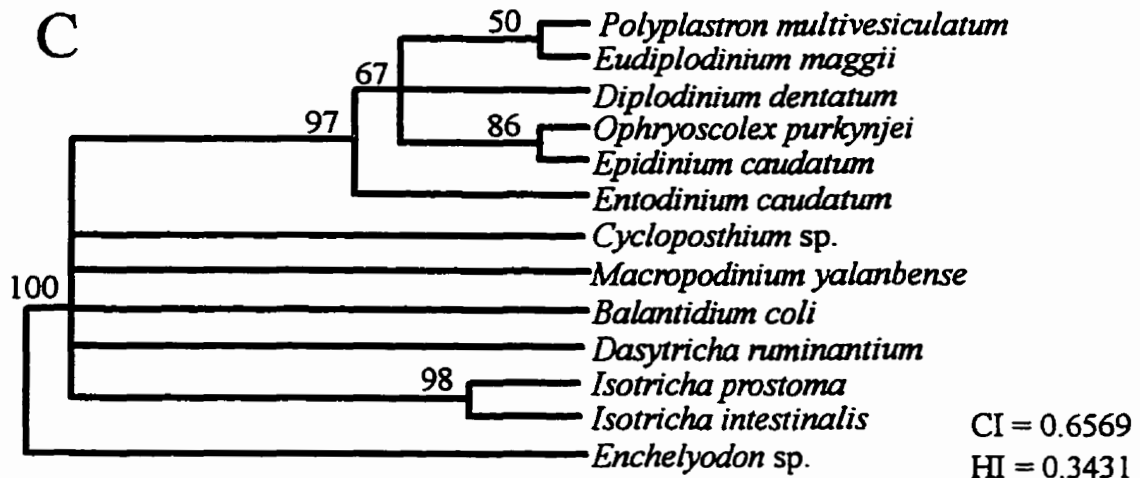 C
50
Polyplastron multivesiculatum
Eudiplodinium maggii
67
Diplodinium dentatum
97
86
Ophryoscolex purkynjei
Epidinium caudatum
Entodinium caudatum
Cycloposthium sp.
Macropodinium yalanbense
100
Balantidium coli
Dasytricha ruminantium
98
Isotricha prostoma
Isotricha intestinalis
CI = 0.6569
Enchelyodon sp.
HI = 0.3431